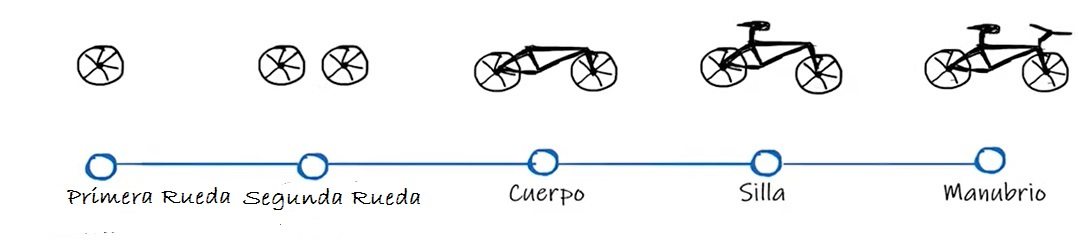 Primera Rueda
Segunda Rueda
Cuerpo
Silla
Manubrio